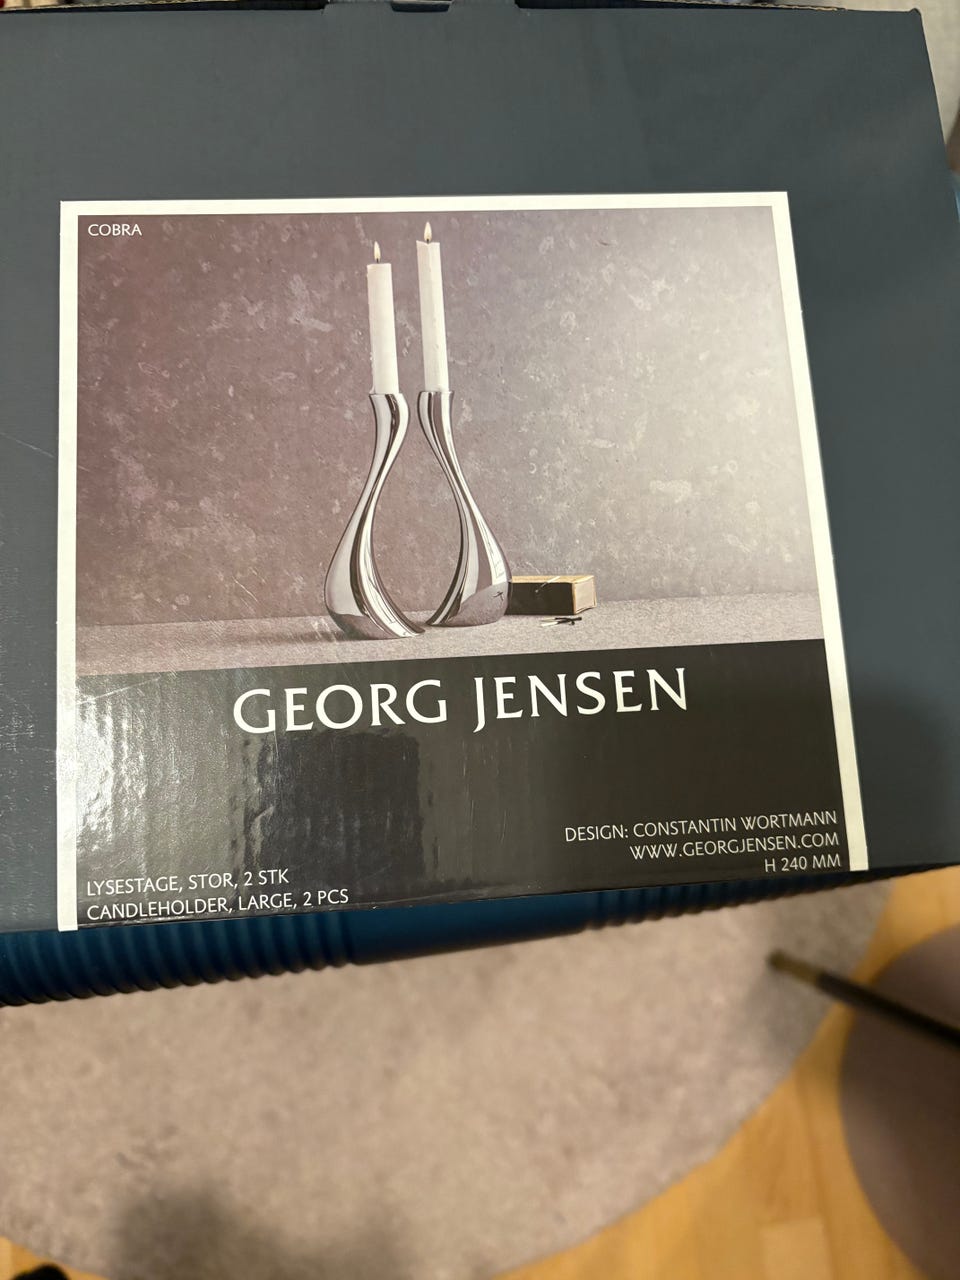 COBRA
GEORG JENSEN
DESIGN: CONSTANTIN WORTMANN
WWW.GEORGJENSEN.COM
H 240 MM
LYSESTAGE, STOR, 2 STK
CANDLEHOLDER, LARGE, 2 PCS